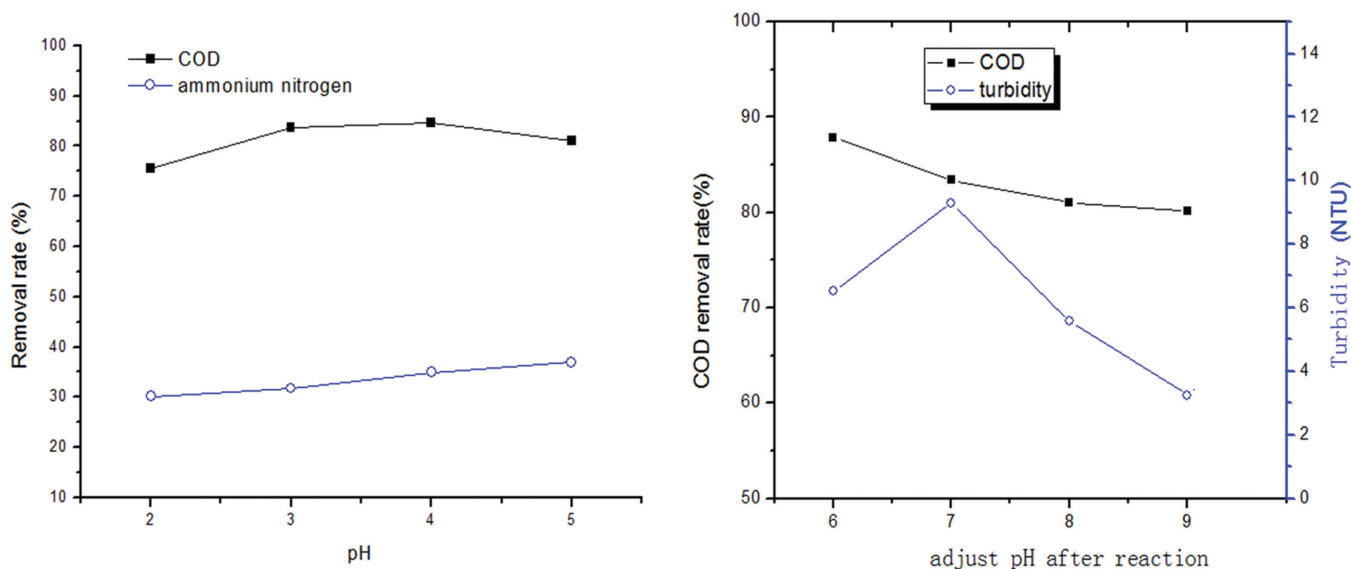 COD
ammonium nitrogen
Removal rate (%)
100
90
80
70
60
50
40
30
20
10
2 3 4 5
pH
COD
turbidity
COD removal rate(%)
100
90
80
70
60
50
14
12
10
8
6
4
2
0
Turbidity (NTU)
6 7 8 9
adjust pH after reaction